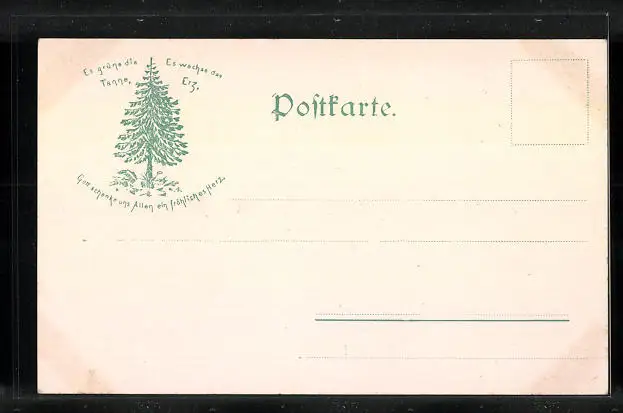 Es grüne die Tanne,
Es wachse das Erz,
Gott schenke uns Allen ein fröhliches Herz.
Postkarte.